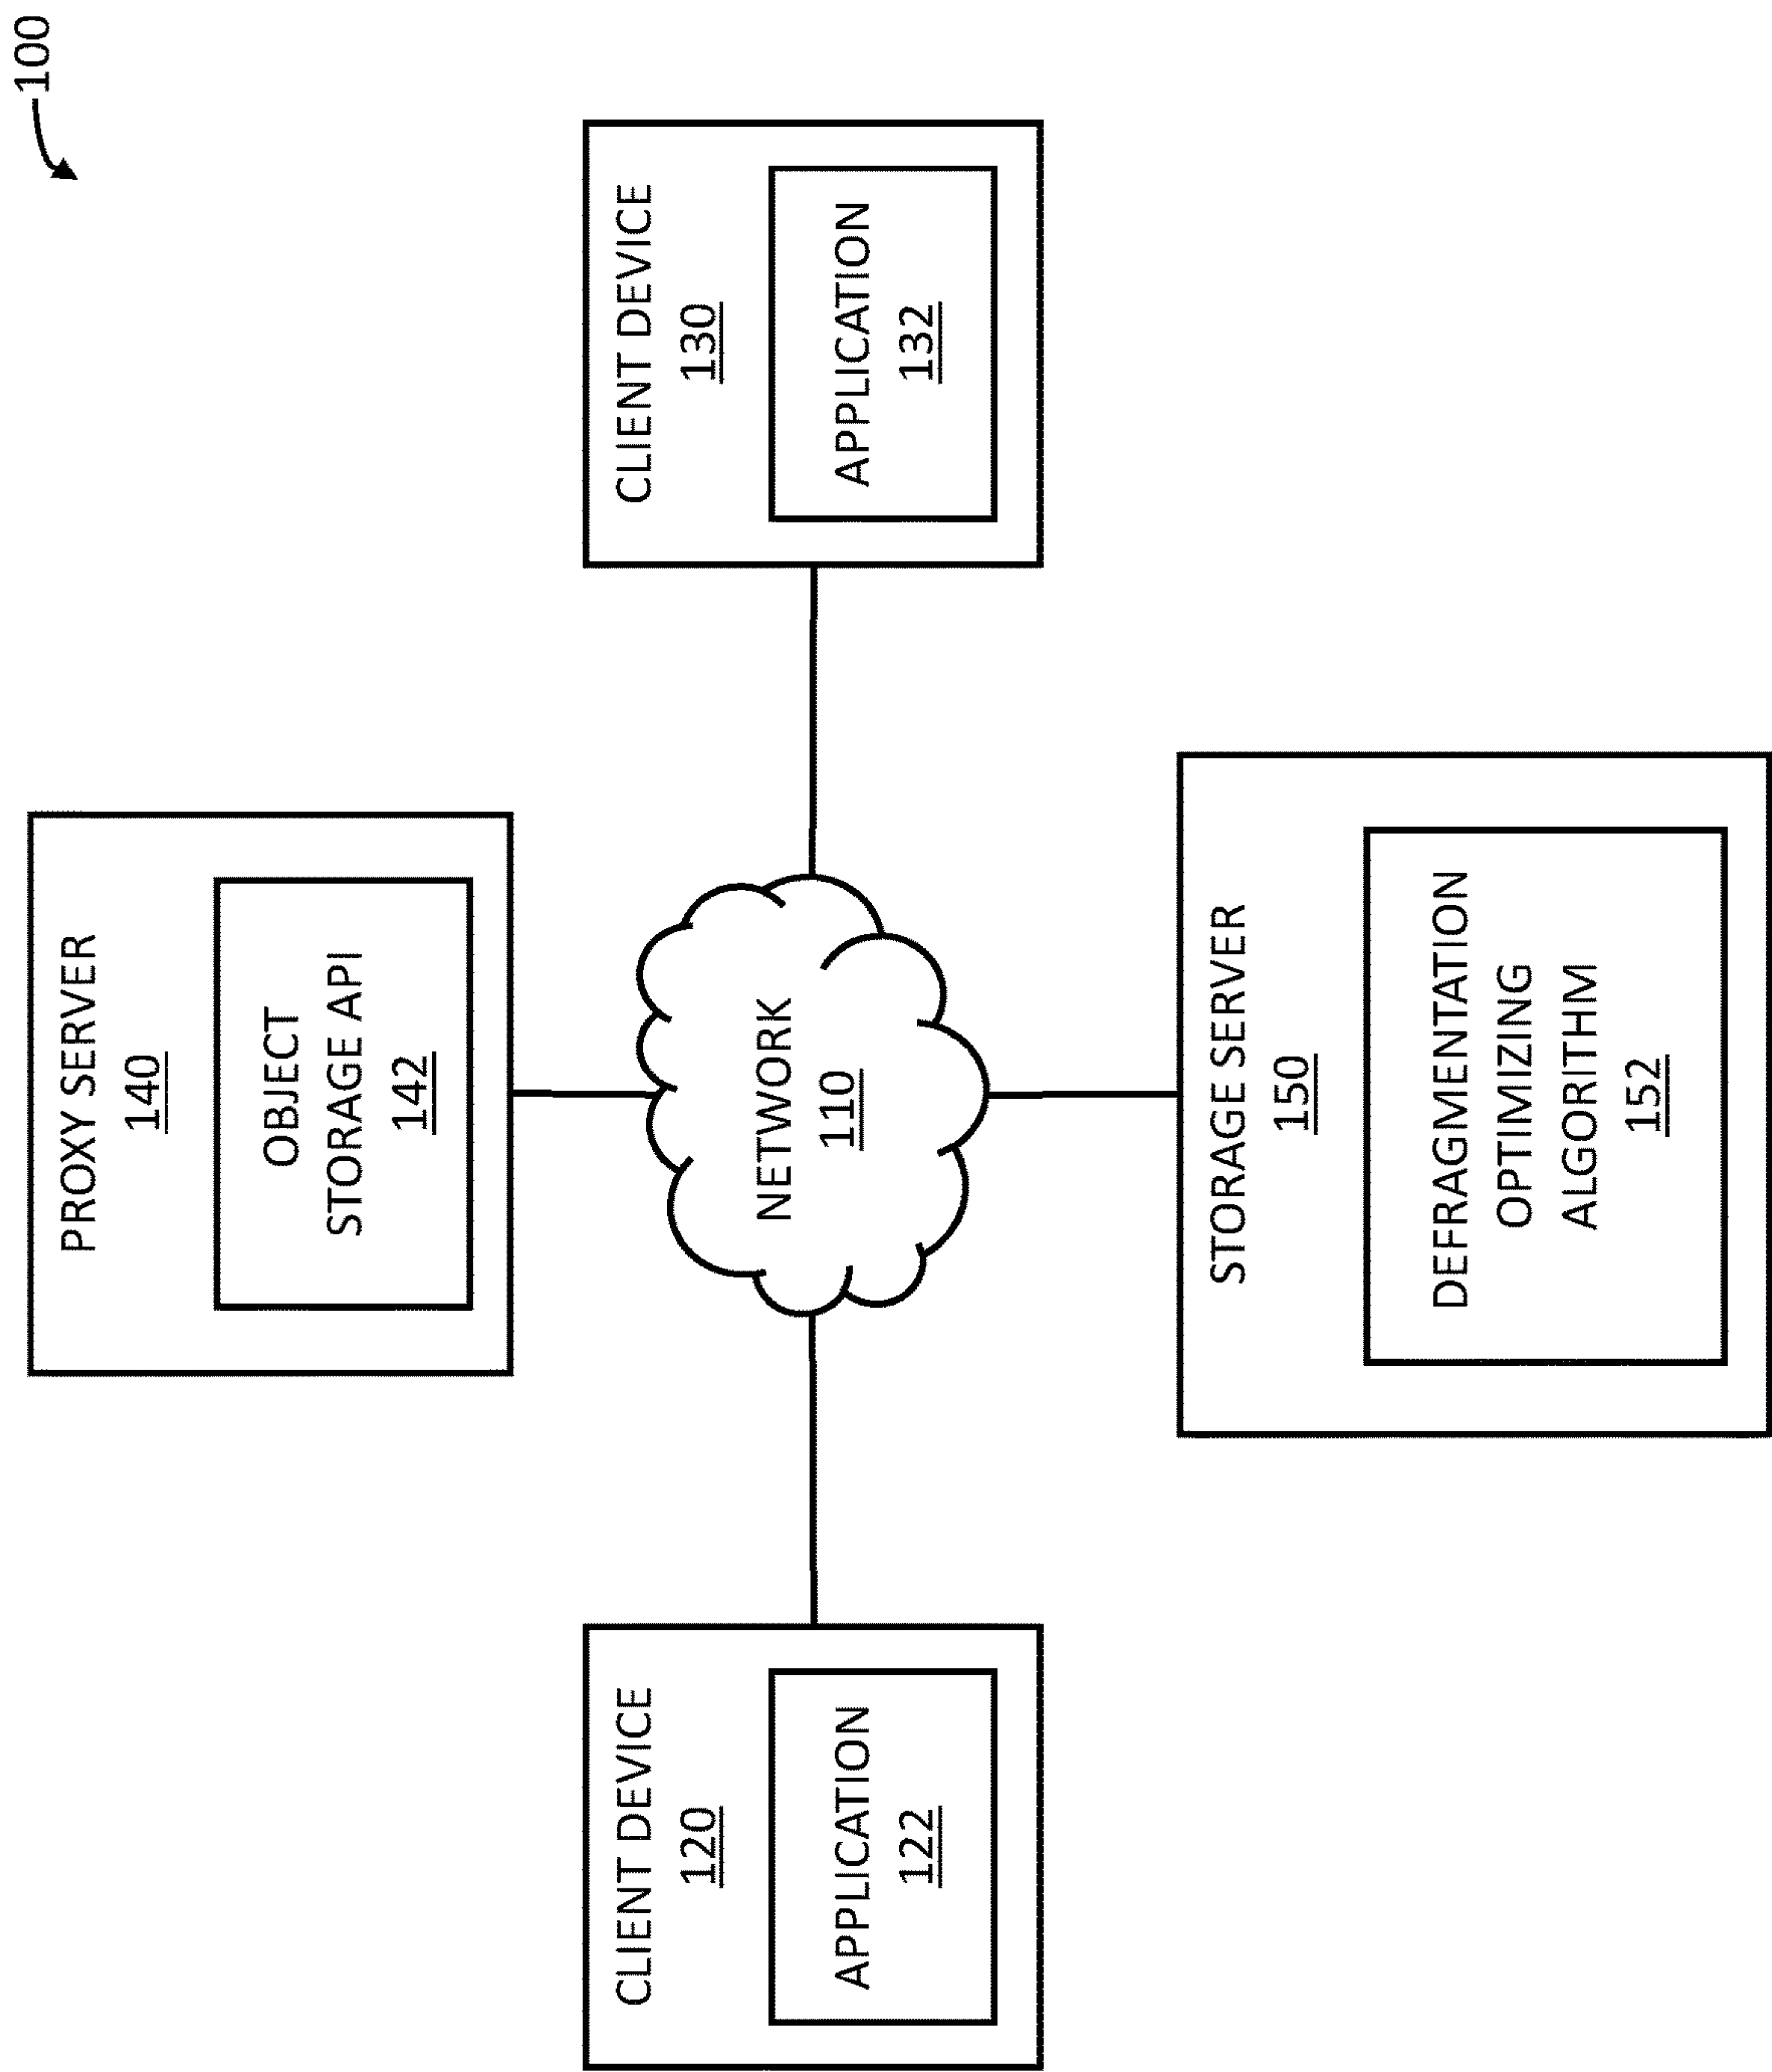 100
PROXY SERVER
140
OBJECT
STORAGE API
142
CLIENT DEVICE
120
APPLICATION
122
NETWORK
110
CLIENT DEVICE
130
APPLICATION
132
STORAGE SERVER
150
DEFRAGMENTATION
OPTIMIZING
ALGORITHM
152